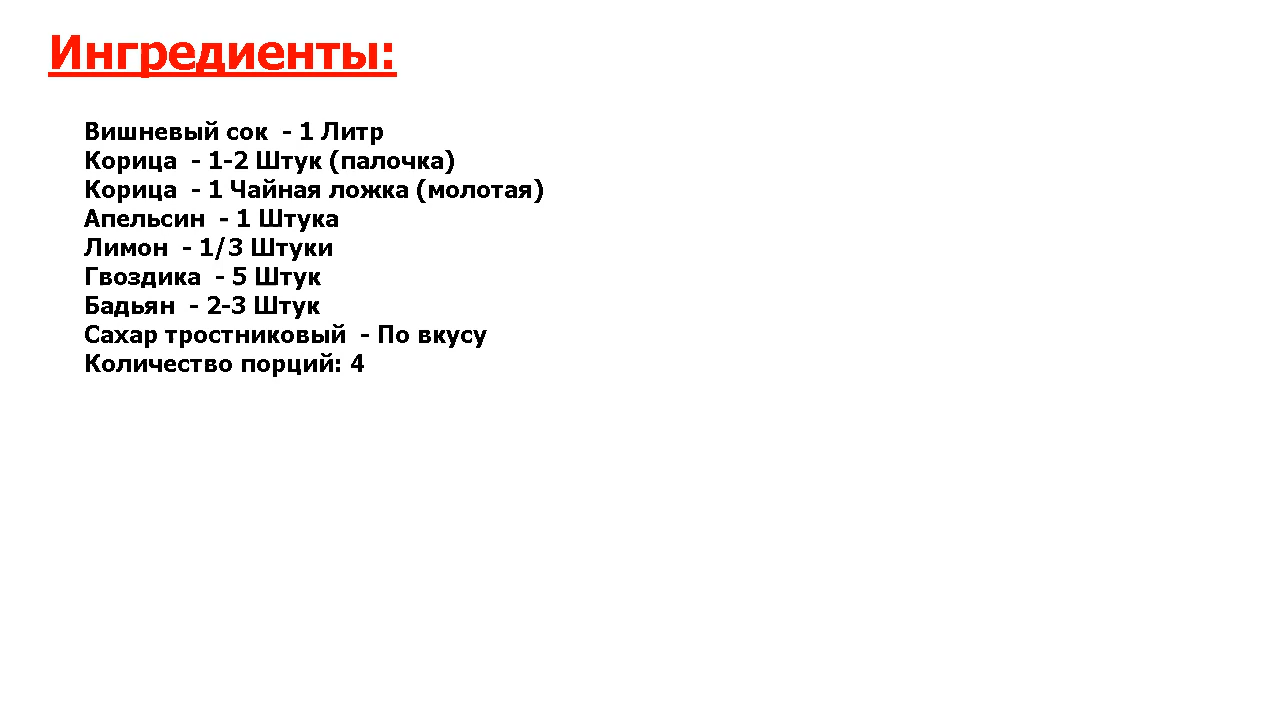 Ингредиенты:
Вишневый сок  - 1 Литр
Корица  - 1-2 Штук (палочка)
Корица  - 1 Чайная ложка (молотая)
Апельсин  - 1 Штука
Лимон  - 1/3 Штуки
Гвоздика  - 5 Штук
Бадьян  - 2-3 Штук
Сахар тростниковый  - По вкусу
Количество порций: 4